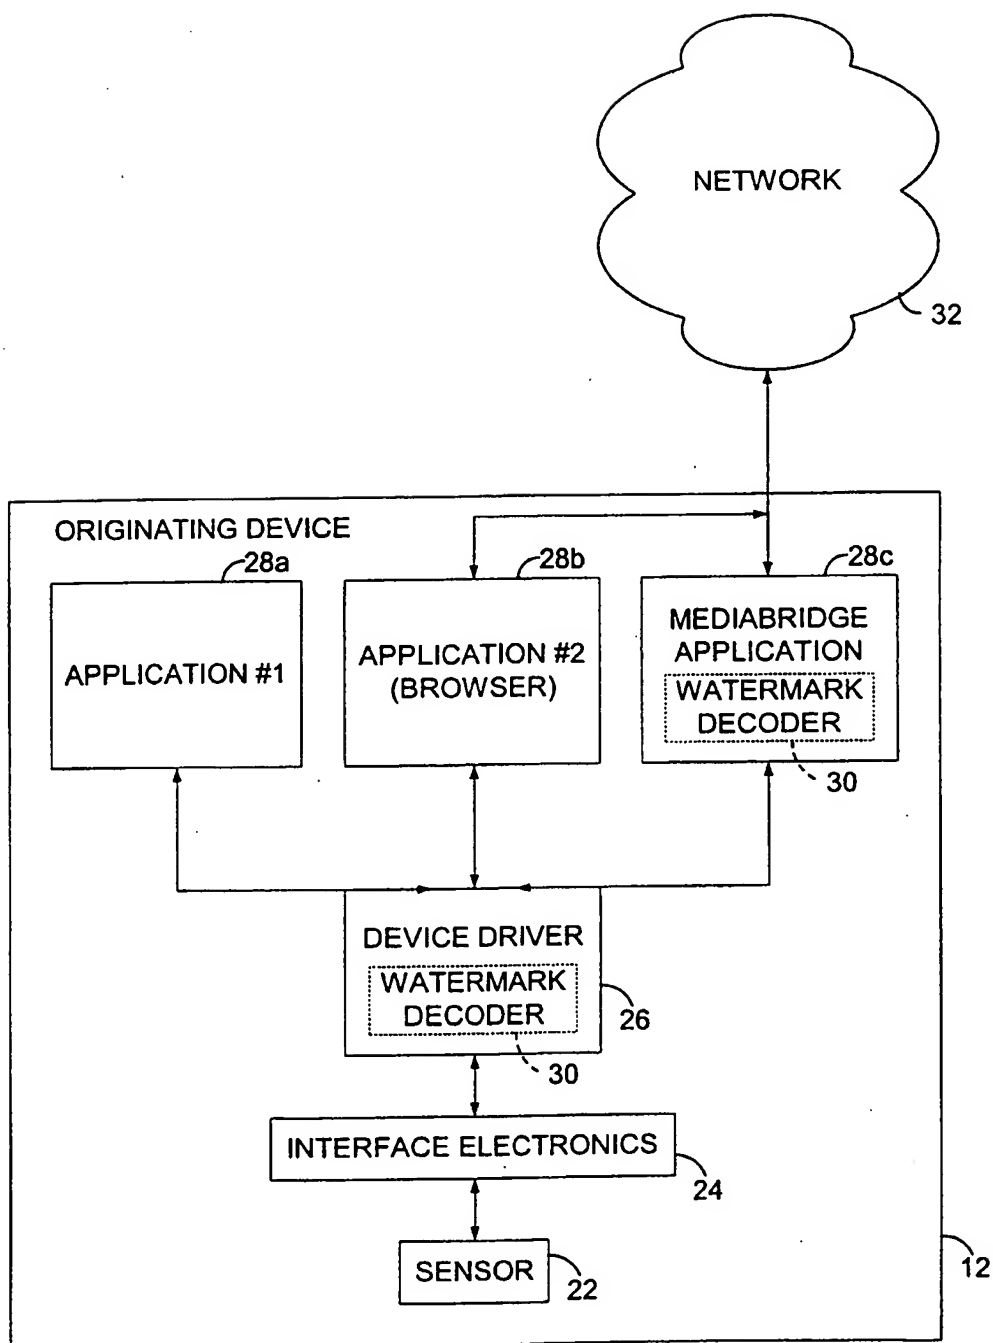 NETWORK
32
ORIGINATING DEVICE
28a
28b
28c
APPLICATION #1
APPLICATION #2
(BROWSER)
MEDIABRIDGE
APPLICATION
WATERMARK
DECODER
30
DEVICE DRIVER
WATERMARK
DECODER
26
30
INTERFACE ELECTRONICS
24
SENSOR
22
12